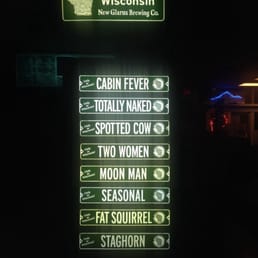 Wisconsin
New Glarus Brewing Co.
CABIN FEVER
TOTALLY NAKED
SPOTTED COW
TWO WOMEN
MOON MAN
SEASONAL
FAT SQUIRREL
STAGHORN